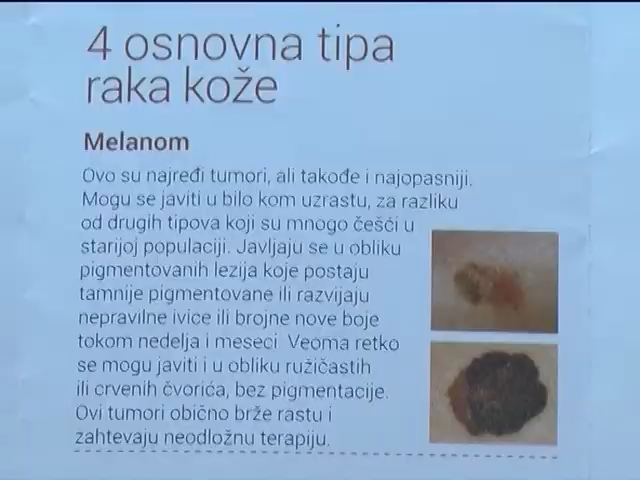 4 osnovna tipa
raka kože
Melanom
Ovo su najređi tumori, ali takođe i najopasniji.
Mogu se javiti u bilo kom uzrastu, za razliku
od drugih tipova koji su mnogo češći u
starijoj populaciji. Javljaju se u obliku
pigmentovanih lezija koje postaju
tamnije pigmentovane ili razvijaju
nepravilne ivice ili brojne nove boje
tokom nedelja i meseci. Veoma retko
se mogu javiti i u obliku ružičastih
ili crvenih čvorića, bez pigmentacije.
Ovi tumori obično brže rastu i
zahtevaju neodložnu terapiju.